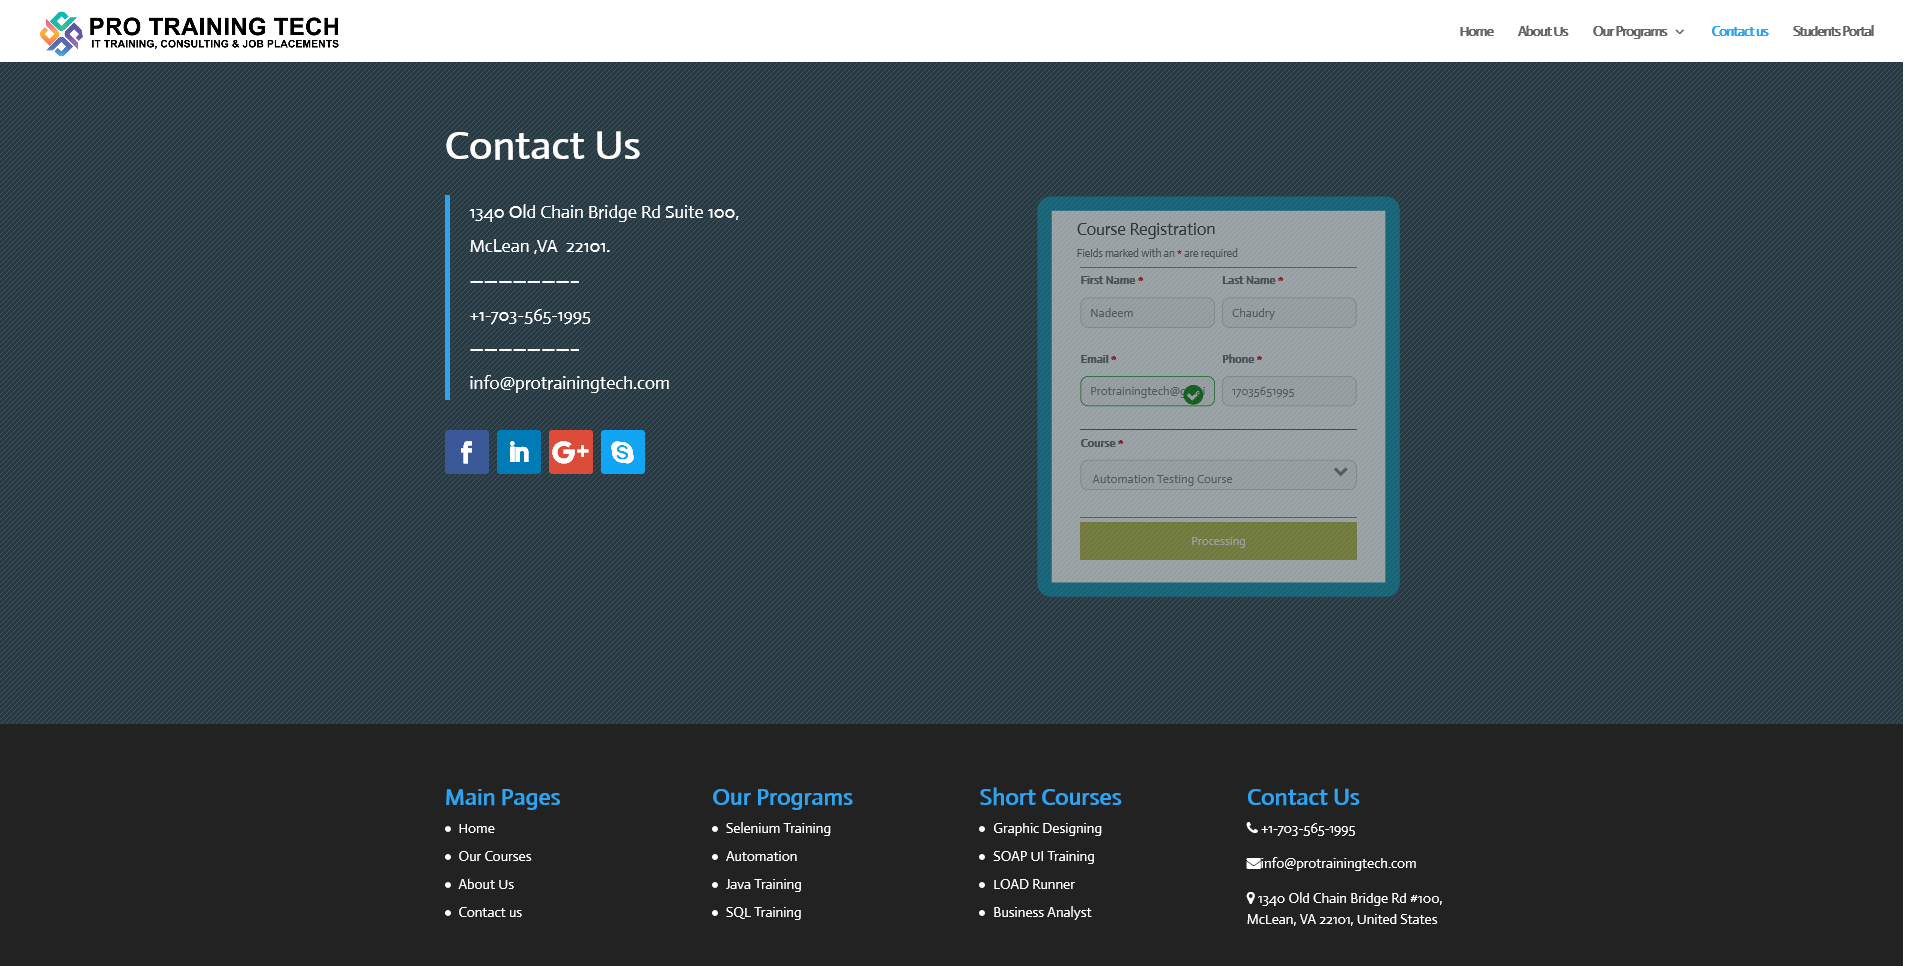 PRO TRAINING TECH
IT TRAINING, CONSULTING & JOB PLACEMENTS
Home
About Us
Our Programs
Contact us
Students Portal
Contact Us
1340 Old Chain Bridge Rd Suite 100,
McLean ,VA 22101.
————————–
+1-703-565-1995
————————–
info@protrainingtech.com
f
in
G+
S
Course Registration
Fields marked with an * are required
First Name *
Last Name *
Nadeem
Chaudry
Email *
Phone *
Protrainingtech@g
17035651995
Course *
Automation Testing Course
Processing
Main Pages
• Home
• Our Courses
• About Us
• Contact us
Our Programs
• Selenium Training
• Automation
• Java Training
• SQL Training
Short Courses
• Graphic Designing
• SOAP UI Training
• LOAD Runner
• Business Analyst
Contact Us
+1-703-565-1995
info@protrainingtech.com
1340 Old Chain Bridge Rd #100,
McLean, VA 22101, United States